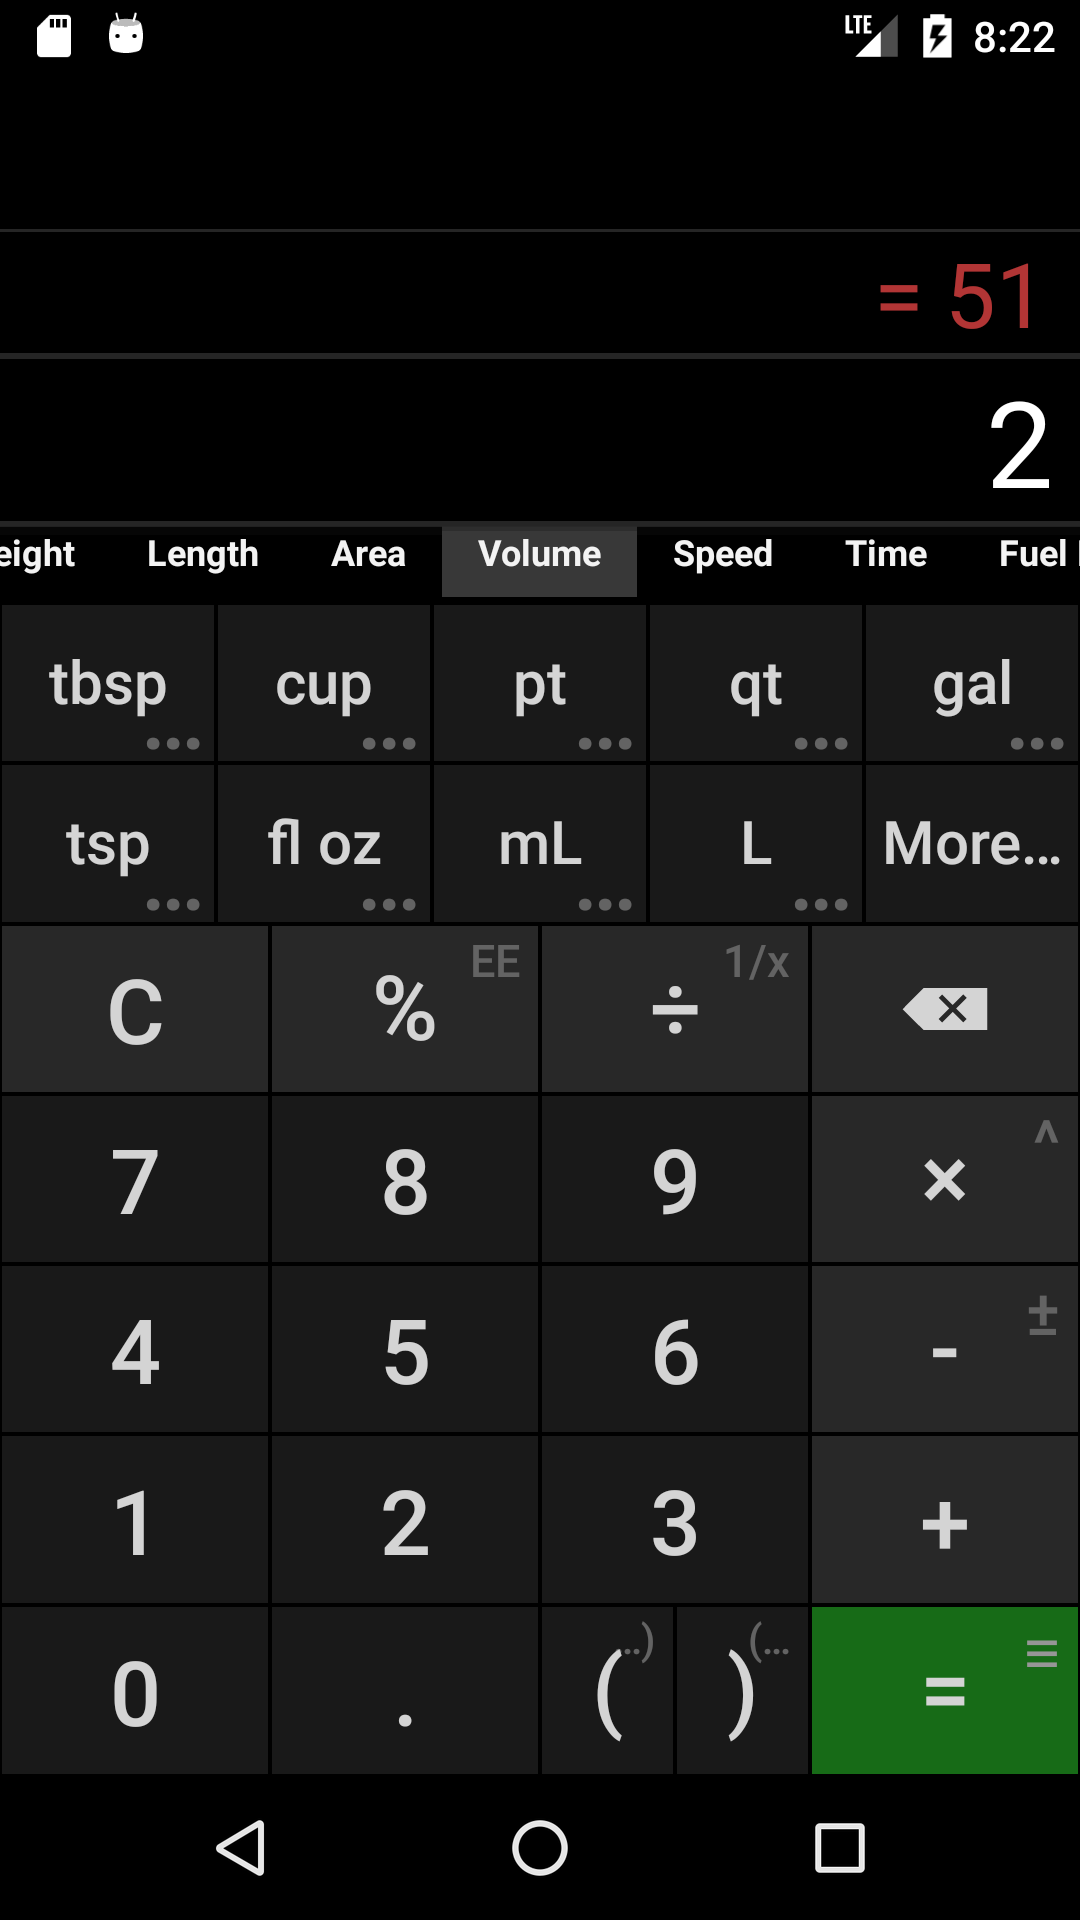 LTE 8:22
= 51
2
eight Length Area Volume Speed Time Fuel
tbsp cup pt qt gal
... ... ... ... ...
tsp fl oz mL L More...
... ... ... ...
C % EE ÷ 1/x
7 8 9 × ^
4 5 6 - ±
1 2 3 +
0 . ( ..) ) (... =